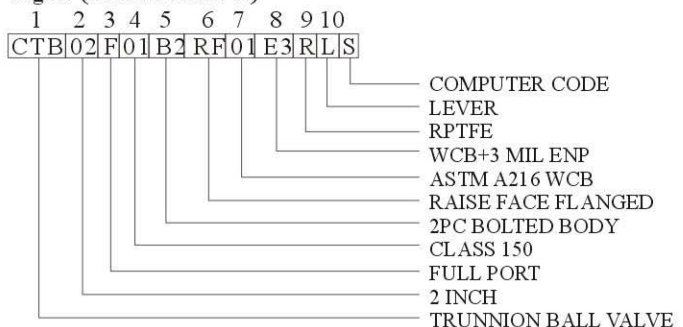 1 2 3 4 5 6 7 8 9 10
CTB 02 F 01 B2 RF 01 E3 R L S
COMPUTER CODE
LEVER
RPTFE
WCB+3 MIL ENP
ASTM A216 WCB
RAISE FACE FLANGED
2PC BOLTED BODY
CLASS 150
FULL PORT
2 INCH
TRUNNION BALL VALVE